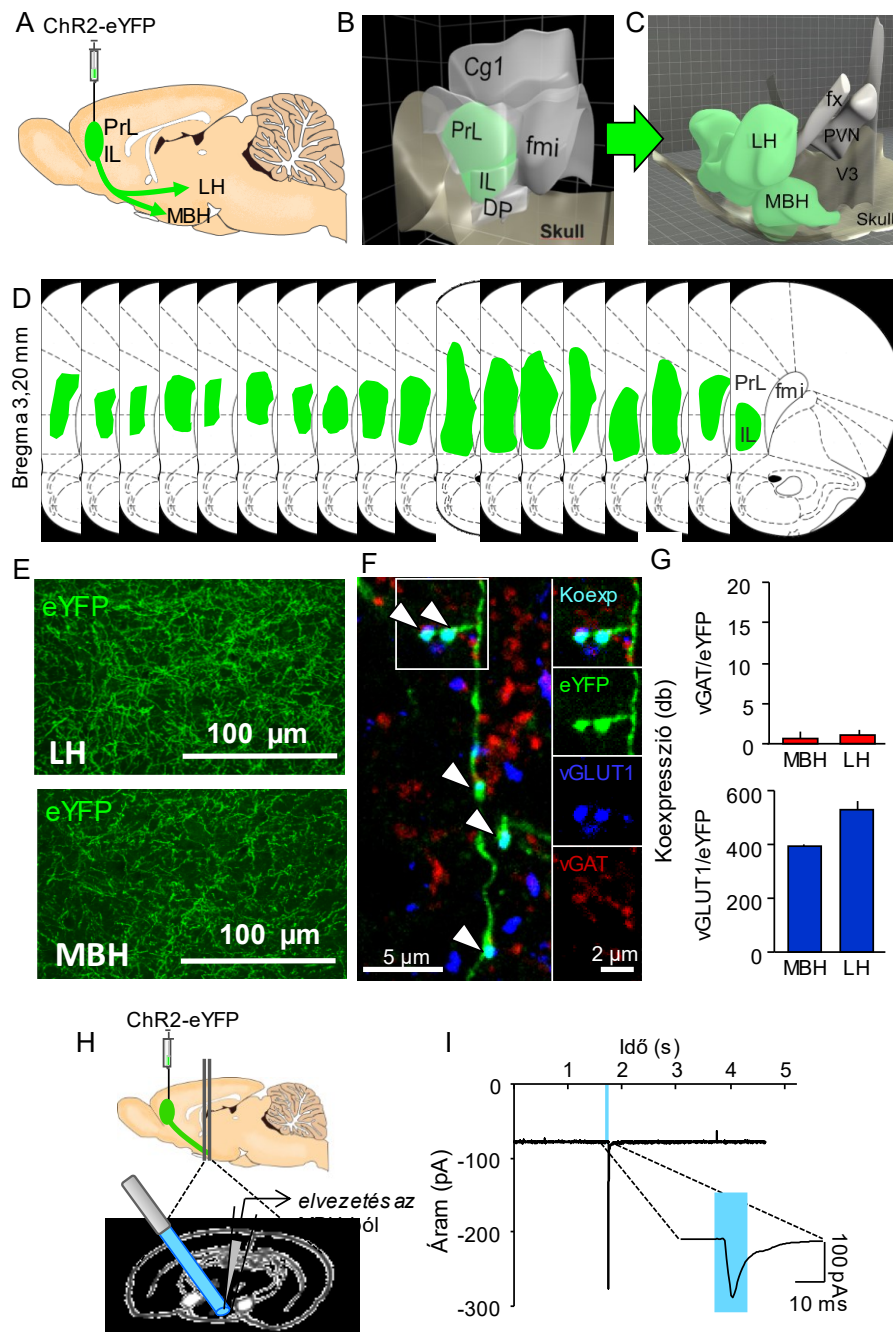 A
ChR2-eYFP
PrL
IL
LH
MBH
B
Cg1
PrL
fmi
IL
DP
Skull
C
fx
LH
PVN
V3
MBH
Skull
D
Bregma 3,20 mm
PrL
fmi
IL
E
eYFP
100 µm
LH
eYFP
100 µm
MBH
F
Koexp
eYFP
vGLUT1
vGAT
5 µm
2 µm
G
Koexpresszió (db)
vGAT/eYFP
20
15
10
5
0
MBH LH
vGLUT1/eYFP
600
400
200
0
MBH LH
H
ChR2-eYFP
elvezetés az
ból
I
Idő (s)
1 2 3 4 5
Áram (pA)
0
-100
-200
-300
100 pA
10 ms